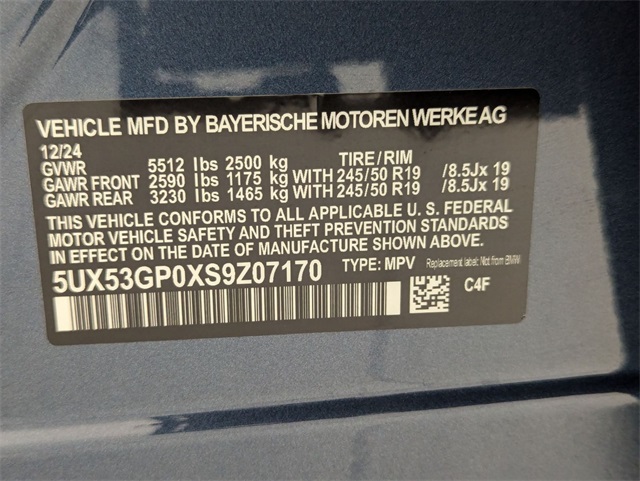 VEHICLE MFD BY BAYERISCHE MOTOREN WERKE AG
12/24 TIRE/RIM
GVWR 5512 lbs 2500 kg
GAWR FRONT 2590 lbs 1175 kg WITH 245/50 R19 /8.5Jx 19
GAWR REAR 3230 lbs 1465 kg WITH 245/50 R19 /8.5Jx 19
THIS VEHICLE CONFORMS TO ALL APPLICABLE U. S. FEDERAL
MOTOR VEHICLE SAFETY AND THEFT PREVENTION STANDARDS
IN EFFECT ON THE DATE OF MANUFACTURE SHOWN ABOVE.
5UX53GP0XS9Z07170 TYPE: MPV Replacement label: Not from BMW
C4F